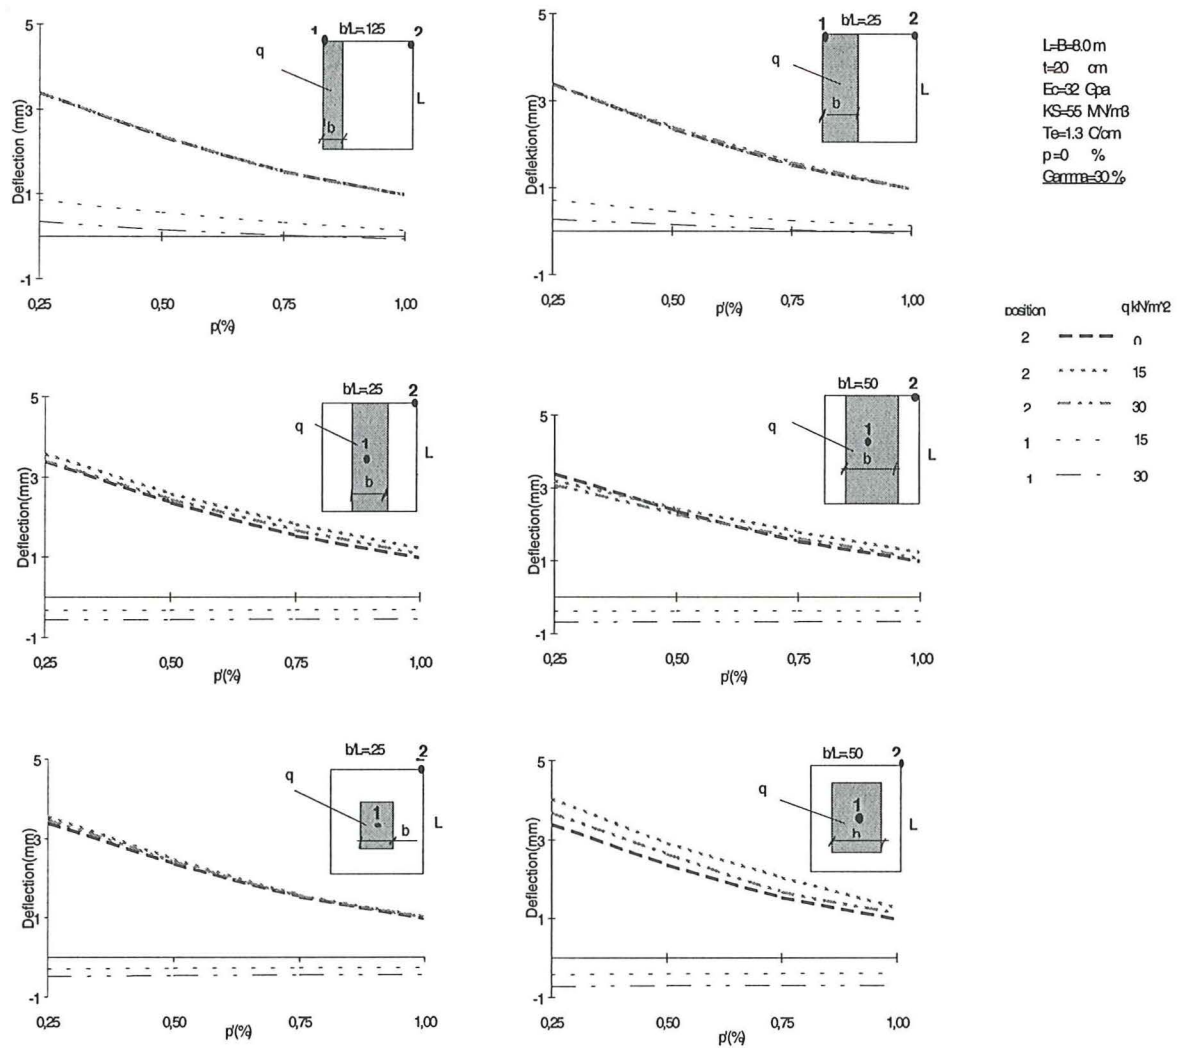 5
3
1
-1
Deflection (mm)
0,25
0,50
0,75
1,00
p(%)
b/L=.125
1
2
q
b
L
5
3
1
-1
Deflektion (mm)
0,25
0,50
0,75
1,00
p'(%)
b/L=.25
1
2
q
b
L
L=B=8.0 m
t=20 cm
Ec=32 Gpa
KS=55 MN/m3
Te=1.3 C/cm
p=0 %
Gamma=30 %
position q kN/m^2
2 0
2 15
2 30
1 15
1 30
5
3
1
-1
Deflection(mm)
0,25
0,50
0,75
1,00
p'(%)
b/L=.25
2
q
1
b
L
5
3
1
-1
Deflection(mm)
0,25
0,50
0,75
1,00
p'(%)
b/L=.50
2
q
1
b
L
5
3
1
-1
Deflection(mm)
0,25
0,50
0,75
1,00
p'(%)
b/L=.25
2
q
1
b
L
5
3
1
-1
Deflection(mm)
0,25
0,50
0,75
1,00
p'(%)
b/L=.50
2
q
1
b
L